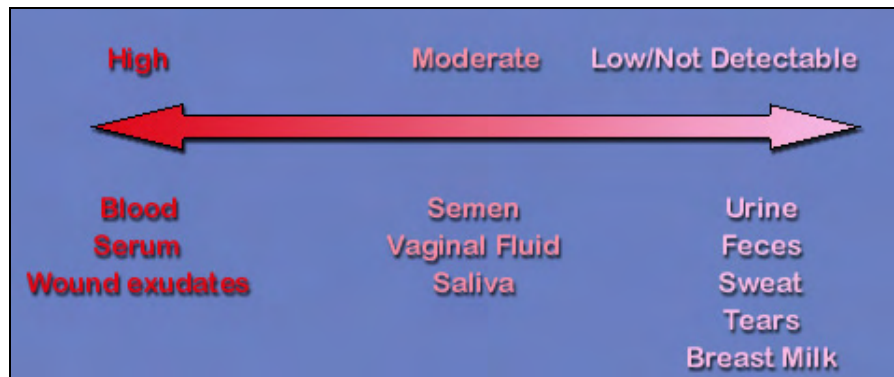 High Moderate Low/Not Detectable
Blood Semen Urine
Serum Vaginal Fluid Feces
Wound exudates Saliva Sweat
Tears
Breast Milk